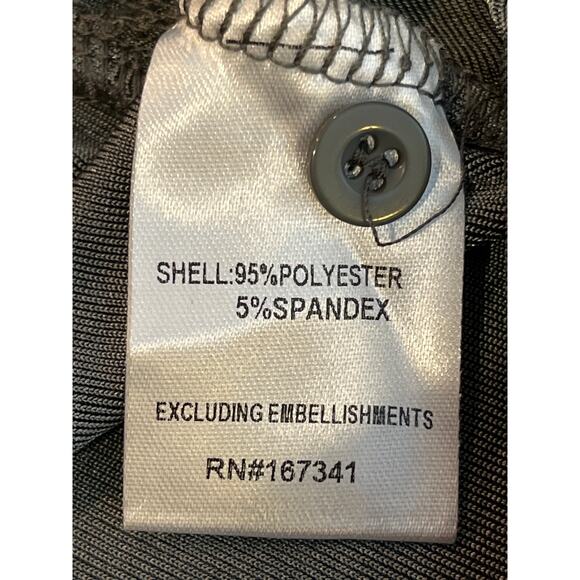 SHELL:95%POLYESTER
5%SPANDEX
EXCLUDING EMBELLISHMENTS
RN#167341